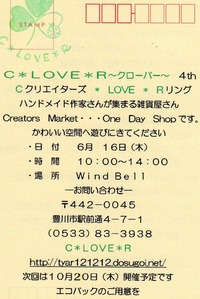 STAMP
C*LOVE*R
C*LOVE*R～クローバー～ 4th
Cクリエイターズ * LOVE * Rリング
ハンドメイド作家さんが集まる雑貨屋さん
Creators Market・・・One Day Shopです。
かわいい空間へ遊びにきてください
・日付 6月 16日(木)
・時間 10:00～14:00
・場所 Wind Bell
―お問い合わせ―
〒442-0045
豊川市駅前通4-7-1
(0533) 83-3938
C*LOVE*R
http://tyar121212.dosugoi.net/
次回は10月20日(木) 開催予定です
エコバックのご用意を